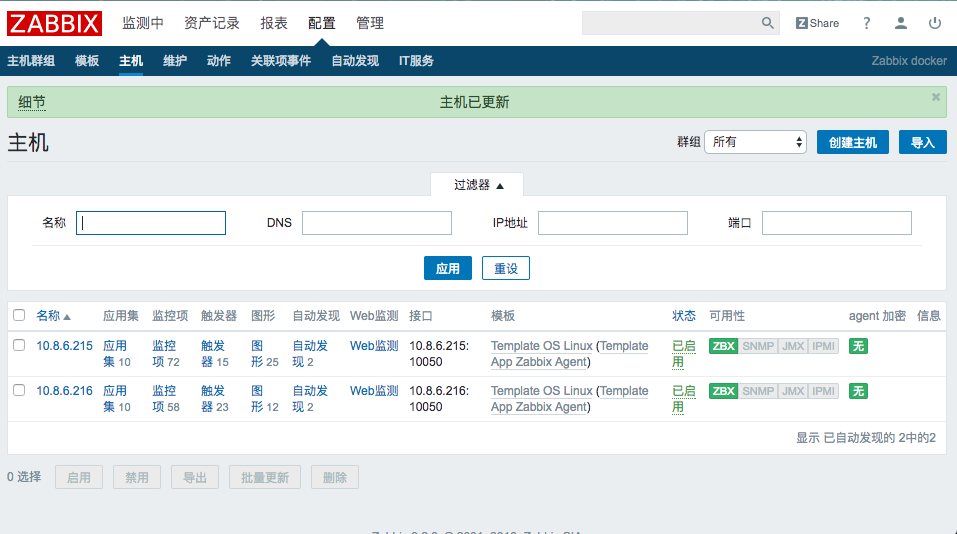 ZABBIX 监测中 资产记录 报表 配置 管理 Z Share ?
主机群组 模板 主机 维护 动作 关联项事件 自动发现 IT服务 Zabbix docker
细节 主机已更新
主机 群组 所有 创建主机 导入
过滤器
名称 DNS IP地址 端口
应用 重设
名称 应用集 监控项 触发器 图形 自动发现 Web监测 接口 模板 状态 可用性 agent 加密 信息
10.8.6.215 应用 监控 触发 图 自动发 Web监测 10.8.6.215: Template OS Linux (Template 已启 ZBX SNMP JMX IPMI 无
集 10 项 72 器 15 形 25 现 2 10050 App Zabbix Agent) 用
10.8.6.216 应用 监控 触发 图 自动发 Web监测 10.8.6.216: Template OS Linux (Template 已启 ZBX SNMP JMX IPMI 无
集 10 项 58 器 23 形 12 现 2 10050 App Zabbix Agent) 用
显示 已自动发现的 2中的2
0 选择 启用 禁用 导出 批量更新 删除